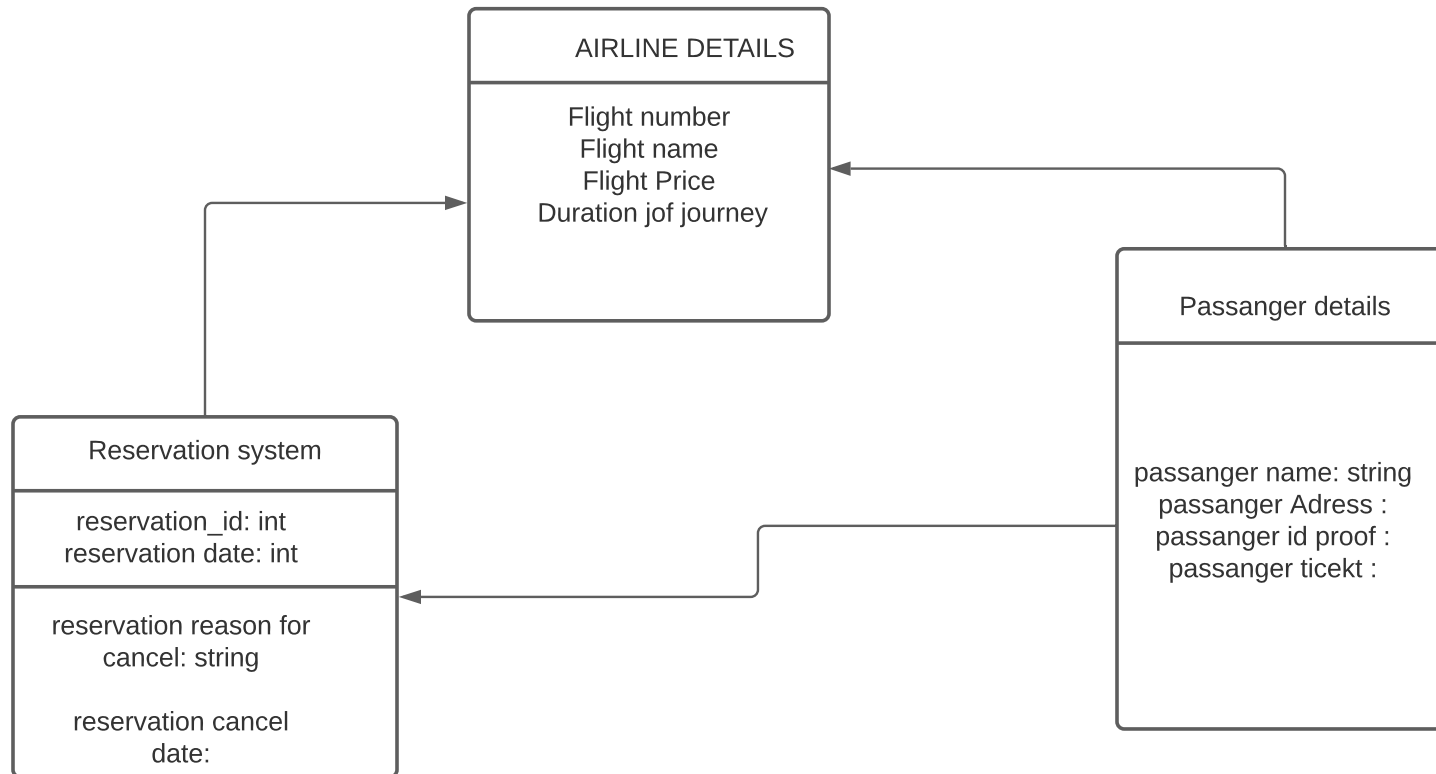 AIRLINE DETAILS
Flight number
Flight name
Flight Price
Duration jof journey
Passanger details
passanger name: string
passanger Adress :
passanger id proof :
passanger ticekt :
Reservation system
reservation_id: int
reservation date: int
reservation reason for
cancel: string
reservation cancel
date: